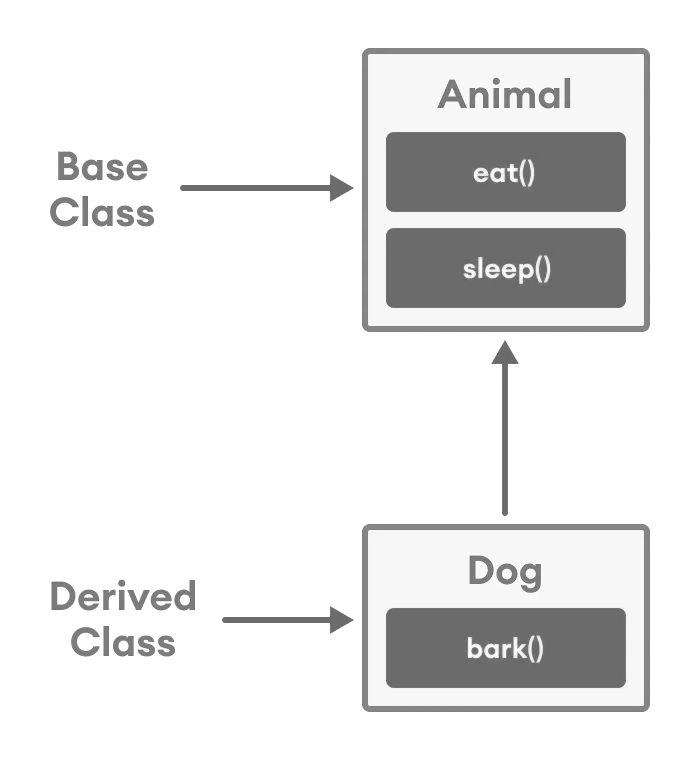 Animal
eat()
sleep()
Base
Class
Dog
bark()
Derived
Class